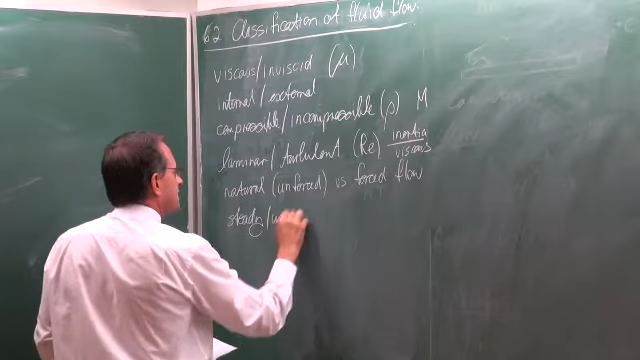 6.2 Classification of fluid flow.
viscous/inviscid (μ)
internal/external
compressible/incompressible (ρ) M
laminar/turbulent (Re) inertia
viscous
natural (unforced) vs forced flow
steady/un